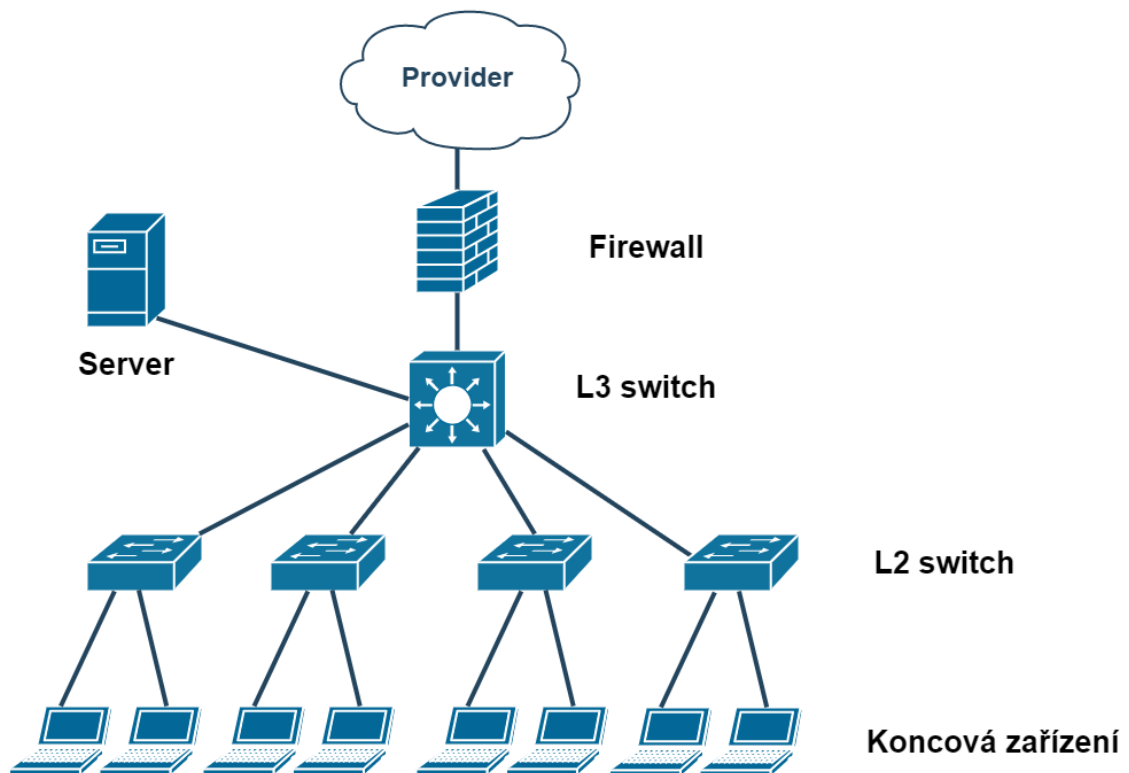 Provider
Firewall
Server
L3 switch
L2 switch
Koncová zařízení